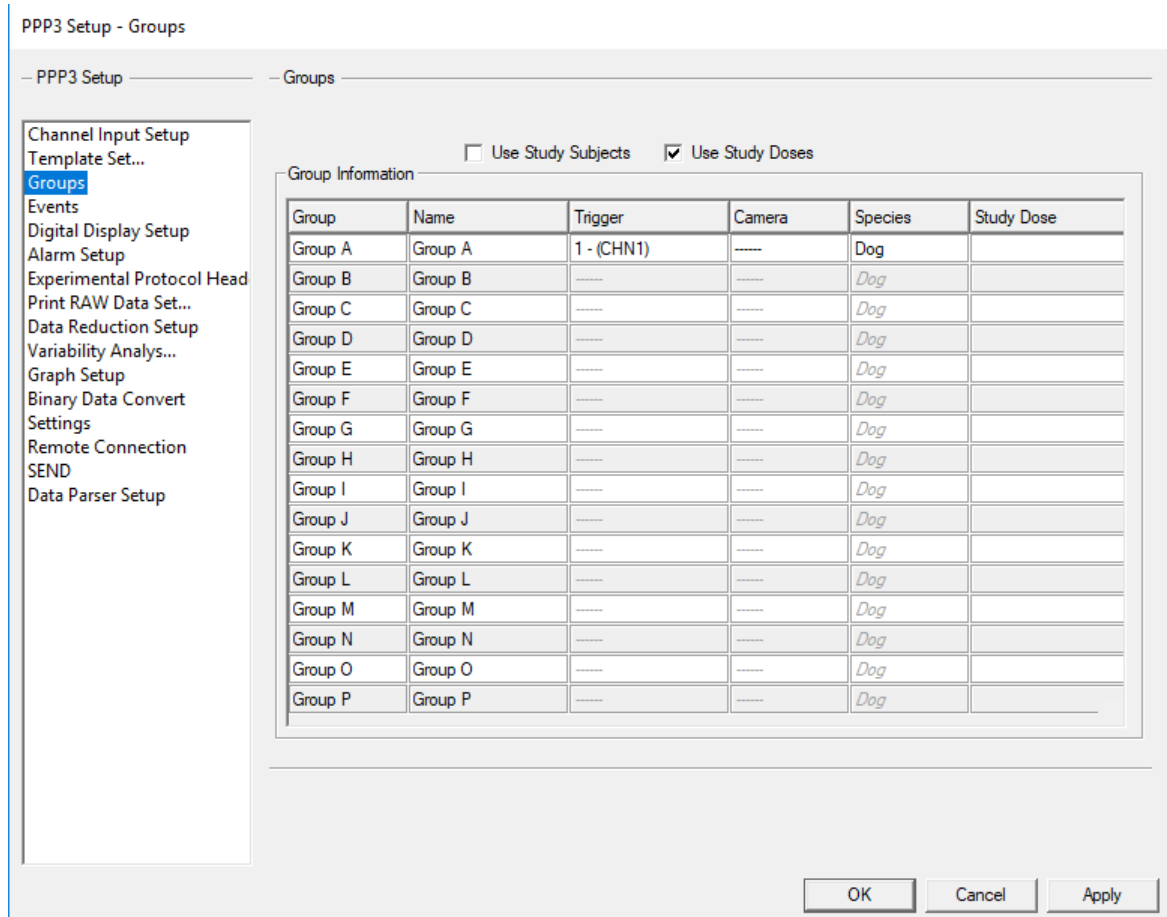 PPP3 Setup - Groups
PPP3 Setup
Channel Input Setup
Template Set...
Groups
Events
Digital Display Setup
Alarm Setup
Experimental Protocol Head
Print RAW Data Set...
Data Reduction Setup
Variability Analys...
Graph Setup
Binary Data Convert
Settings
Remote Connection
SEND
Data Parser Setup
Groups
Use Study Subjects Use Study Doses
Group Information
Group Name Trigger Camera Species Study Dose
Group A Group A 1 - (CHN1) ------ Dog
Group B Group B ------ ------ Dog
Group C Group C ------ ------ Dog
Group D Group D ------ ------ Dog
Group E Group E ------ ------ Dog
Group F Group F ------ ------ Dog
Group G Group G ------ ------ Dog
Group H Group H ------ ------ Dog
Group I Group I ------ ------ Dog
Group J Group J ------ ------ Dog
Group K Group K ------ ------ Dog
Group L Group L ------ ------ Dog
Group M Group M ------ ------ Dog
Group N Group N ------ ------ Dog
Group O Group O ------ ------ Dog
Group P Group P ------ ------ Dog
OK Cancel Apply